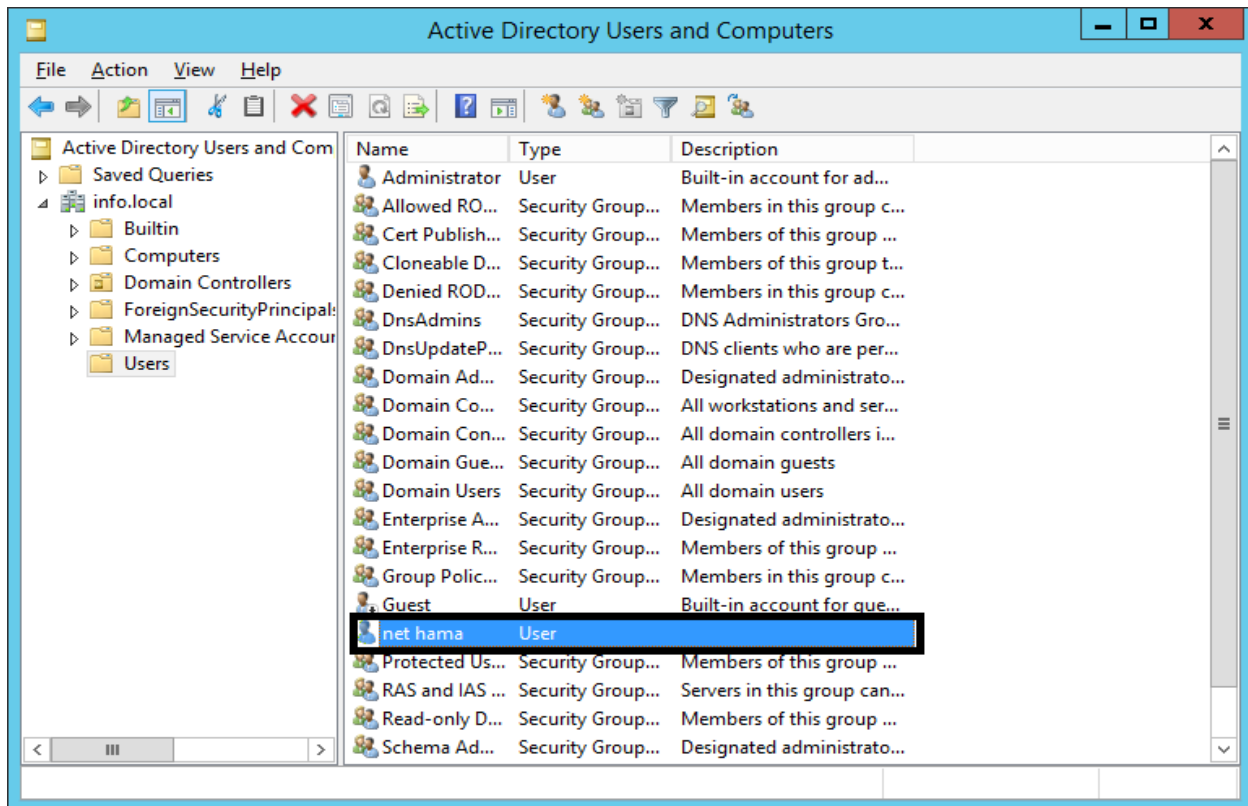 Active Directory Users and Computers
File Action View Help
Active Directory Users and Com
Saved Queries
info.local
Builtin
Computers
Domain Controllers
ForeignSecurityPrincipals
Managed Service Accour
Users
Name Type Description
Administrator User Built-in account for ad...
Allowed RO... Security Group... Members in this group c...
Cert Publish... Security Group... Members of this group ...
Cloneable D... Security Group... Members of this group t...
Denied ROD... Security Group... Members in this group c...
DnsAdmins Security Group... DNS Administrators Gro...
DnsUpdateP... Security Group... DNS clients who are per...
Domain Ad... Security Group... Designated administrato...
Domain Co... Security Group... All workstations and ser...
Domain Con... Security Group... All domain controllers i...
Domain Gue... Security Group... All domain guests
Domain Users Security Group... All domain users
Enterprise A... Security Group... Designated administrato...
Enterprise R... Security Group... Members of this group ...
Group Polic... Security Group... Members in this group c...
Guest User Built-in account for gue...
net hama User
Protected Us... Security Group... Members of this group ...
RAS and IAS ... Security Group... Servers in this group can...
Read-only D... Security Group... Members of this group ...
Schema Ad... Security Group... Designated administrato...